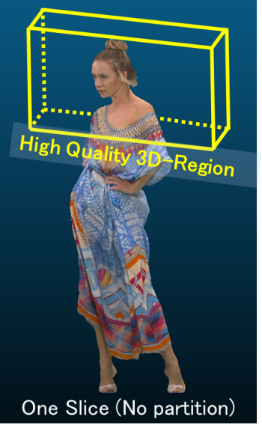 High Quality 3D-Region
One Slice (No partition)